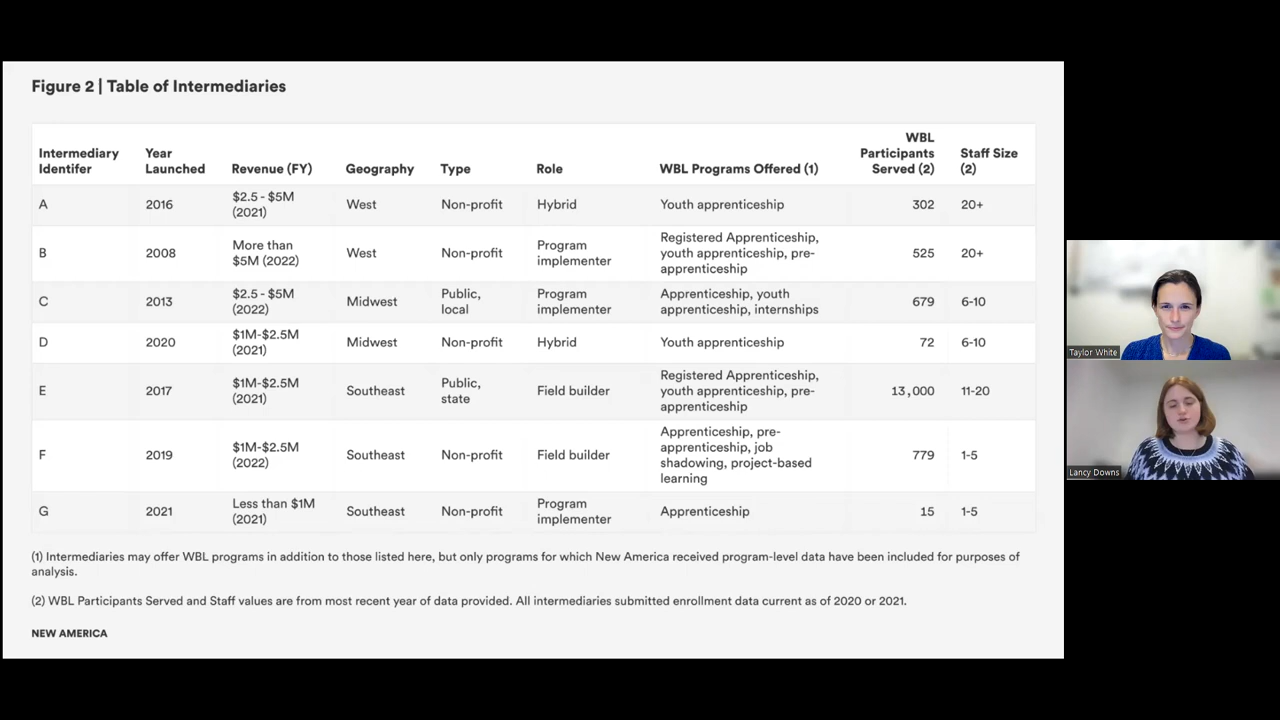 Figure 2 | Table of Intermediaries
Intermediary Identifer
Year Launched
Revenue (FY)
Geography
Type
Role
WBL Programs Offered (1)
WBL Participants Served (2)
Staff Size (2)
A
2016
$2.5 - $5M (2021)
West
Non-profit
Hybrid
Youth apprenticeship
302
20+
B
2008
More than $5M (2022)
West
Non-profit
Program implementer
Registered Apprenticeship, youth apprenticeship, pre-apprenticeship
525
20+
C
2013
$2.5 - $5M (2022)
Midwest
Public, local
Program implementer
Apprenticeship, youth apprenticeship, internships
679
6-10
D
2020
$1M-$2.5M (2021)
Midwest
Non-profit
Hybrid
Youth apprenticeship
72
6-10
E
2017
$1M-$2.5M (2021)
Southeast
Public, state
Field builder
Registered Apprenticeship, youth apprenticeship, pre-apprenticeship
13,000
11-20
F
2019
$1M-$2.5M (2022)
Southeast
Non-profit
Field builder
Apprenticeship, pre-apprenticeship, job shadowing, project-based learning
779
1-5
G
2021
Less than $1M (2021)
Southeast
Non-profit
Program implementer
Apprenticeship
15
1-5
(1) Intermediaries may offer WBL programs in addition to those listed here, but only programs for which New America received program-level data have been included for purposes of
analysis.
(2) WBL Participants Served and Staff values are from most recent year of data provided. All intermediaries submitted enrollment data current as of 2020 or 2021.
NEW AMERICA
Taylor White
Lancy Downs